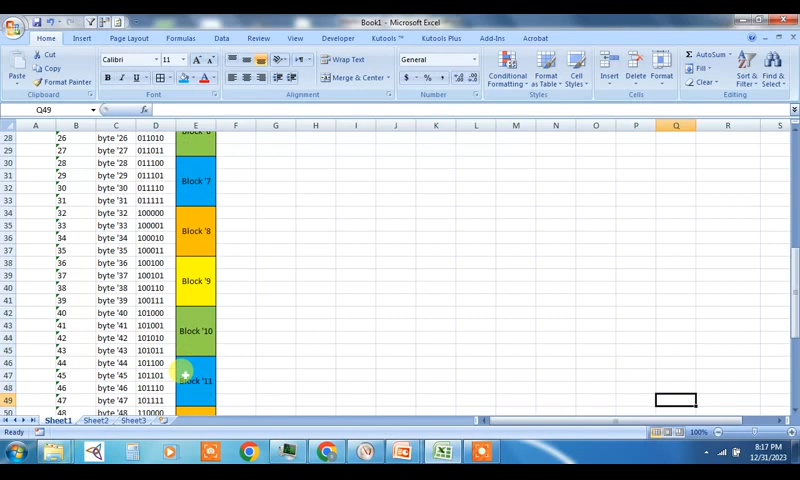 Book1 - Microsoft Excel
Home Insert Page Layout Formulas Data Review View Developer Kutools ™ Kutools Plus Add-Ins Acrobat
Cut Calibri 11 Wrap Text General AutoSum
Copy Fill
Paste Format Painter Merge & Center Conditional Formatting Format as Table Cell Styles Insert Delete Format Clear Sort & Filter Find & Select
Clipboard Font Alignment Number Styles Cells Editing
Q49 fx
A B C D E F G H I J K L M N O P Q R S
28 26 byte '26 011010
29 27 byte '27 011011
30 28 byte '28 011100
31 29 byte '29 011101 Block '7
32 30 byte '30 011110
33 31 byte '31 011111
34 32 byte '32 100000
35 33 byte '33 100001 Block '8
36 34 byte '34 100010
37 35 byte '35 100011
38 36 byte '36 100100
39 37 byte '37 100101 Block '9
40 38 byte '38 100110
41 39 byte '39 100111
42 40 byte '40 101000
43 41 byte '41 101001 Block '10
44 42 byte '42 101010
45 43 byte '43 101011
46 44 byte '44 101100
47 45 byte '45 101101 Block '11
48 46 byte '46 101110
49 47 byte '47 101111
50 48 byte '48 110000
Sheet1 Sheet2 Sheet3
Ready 100%
8:17 PM
12/31/2023